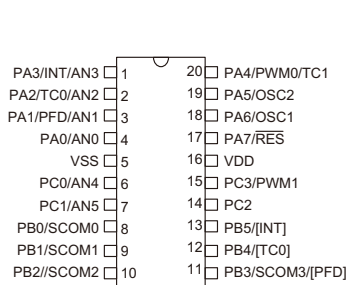 PA3/INT/AN3 1 20 PA4/PWM0/TC1
PA2/TC0/AN2 2 19 PA5/OSC2
PA1/PFD/AN1 3 18 PA6/OSC1
PA0/AN0 4 17 PA7/RES
VSS 5 16 VDD
PC0/AN4 6 15 PC3/PWM1
PC1/AN5 7 14 PC2
PB0/SCOM0 8 13 PB5/[INT]
PB1/SCOM1 9 12 PB4/[TC0]
PB2//SCOM2 10 11 PB3/SCOM3/[PFD]